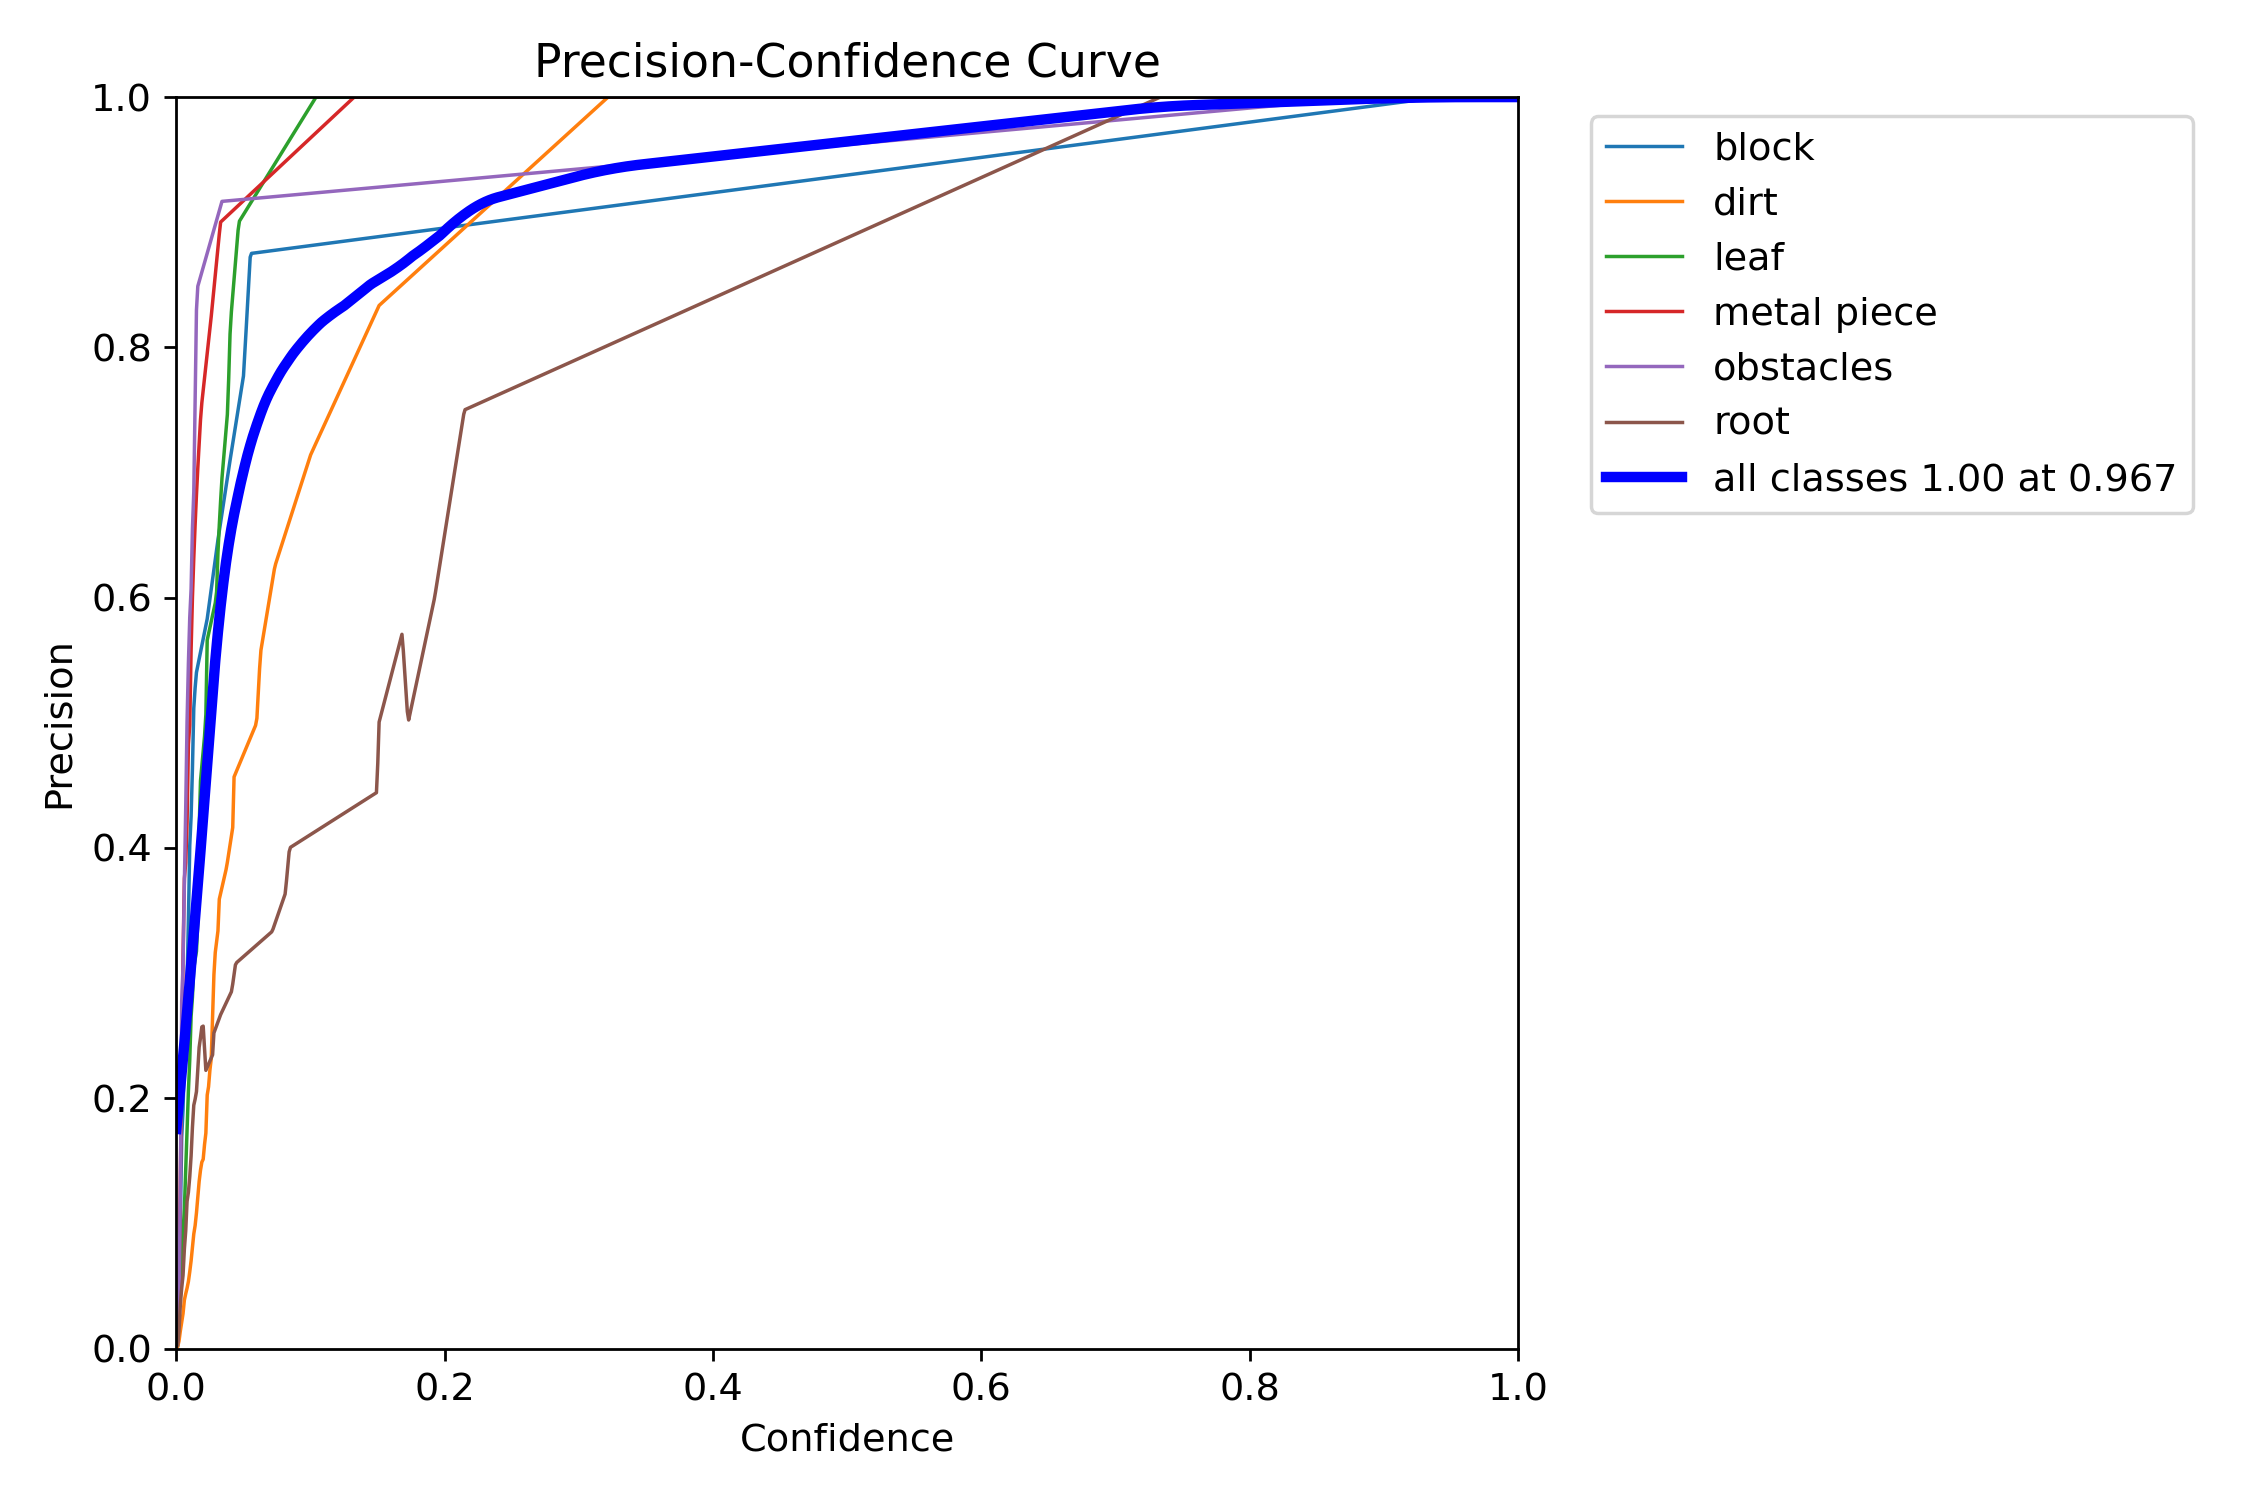 Precision-Confidence Curve
1.0
0.8
0.6
0.4
0.2
0.0
Precision
0.0 0.2 0.4 0.6 0.8 1.0
Confidence
block
dirt
leaf
metal piece
obstacles
root
all classes 1.00 at 0.967